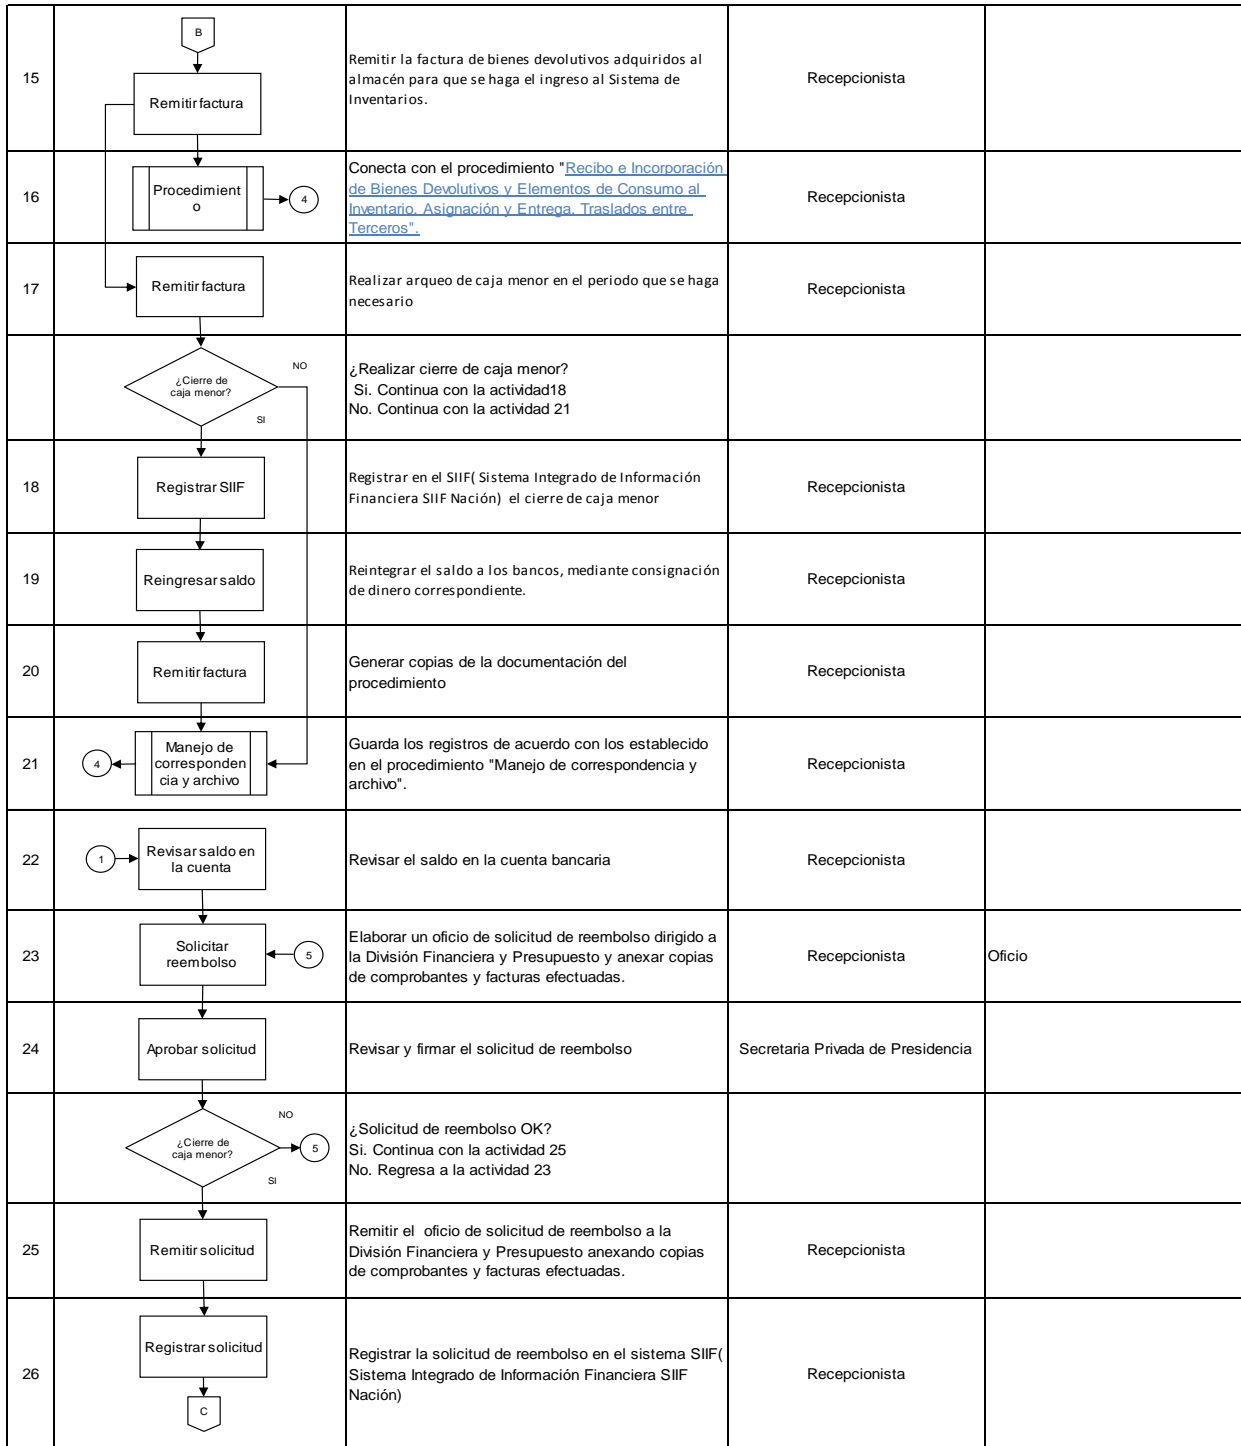 B
15
Remitir factura
Remitir la factura de bienes devolutivos adquiridos al
almacén para que se haga el ingreso al Sistema de
Inventarios.
Recepcionista
16
Procedimient
o
4
Conecta con el procedimiento "Recibo e Incorporación
de Bienes Devolutivos y Elementos de Consumo al
Inventario. Asignación y Entrega. Traslados entre
Terceros".
Recepcionista
17
Remitir factura
Realizar arqueo de caja menor en el periodo que se haga
necesario
Recepcionista
¿Cierre de
caja menor?
NO
SI
¿Realizar cierre de caja menor?
Si. Continua con la actividad18
No. Continua con la actividad 21
18
Registrar SIIF
Registrar en el SIIF( Sistema Integrado de Información
Financiera SIIF Nación) el cierre de caja menor
Recepcionista
19
Reingresar saldo
Reintegrar el saldo a los bancos, mediante consignación
de dinero correspondiente.
Recepcionista
20
Remitir factura
Generar copias de la documentación del
procedimiento
Recepcionista
21
4
Manejo de
corresponden
cia y archivo
Guarda los registros de acuerdo con los establecido
en el procedimiento "Manejo de correspondencia y
archivo".
Recepcionista
22
1
Revisar saldo en
la cuenta
Revisar el saldo en la cuenta bancaria
Recepcionista
23
Solicitar
reembolso
5
Elaborar un oficio de solicitud de reembolso dirigido a
la División Financiera y Presupuesto y anexar copias
de comprobantes y facturas efectuadas.
Recepcionista
Oficio
24
Aprobar solicitud
Revisar y firmar el solicitud de reembolso
Secretaria Privada de Presidencia
¿Cierre de
caja menor?
NO
5
SI
¿Solicitud de reembolso OK?
Si. Continua con la actividad 25
No. Regresa a la actividad 23
25
Remitir solicitud
Remitir el oficio de solicitud de reembolso a la
División Financiera y Presupuesto anexando copias
de comprobantes y facturas efectuadas.
Recepcionista
26
Registrar solicitud
C
Registrar la solicitud de reembolso en el sistema SIIF(
Sistema Integrado de Información Financiera SIIF
Nación)
Recepcionista